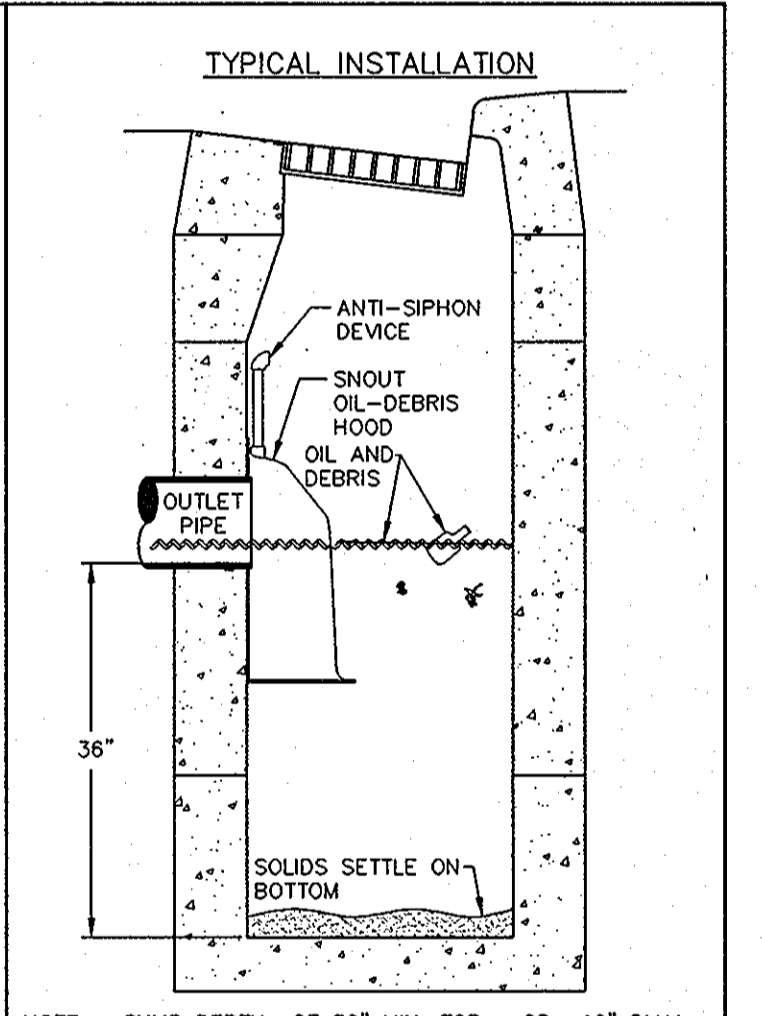 TYPICAL INSTALLATION
ANTI-SIPHON
DEVICE
SNOUT
OIL-DEBRIS
HOOD
OIL AND
DEBRIS
OUTLET
PIPE
36"
SOLIDS SETTLE ON
BOTTOM